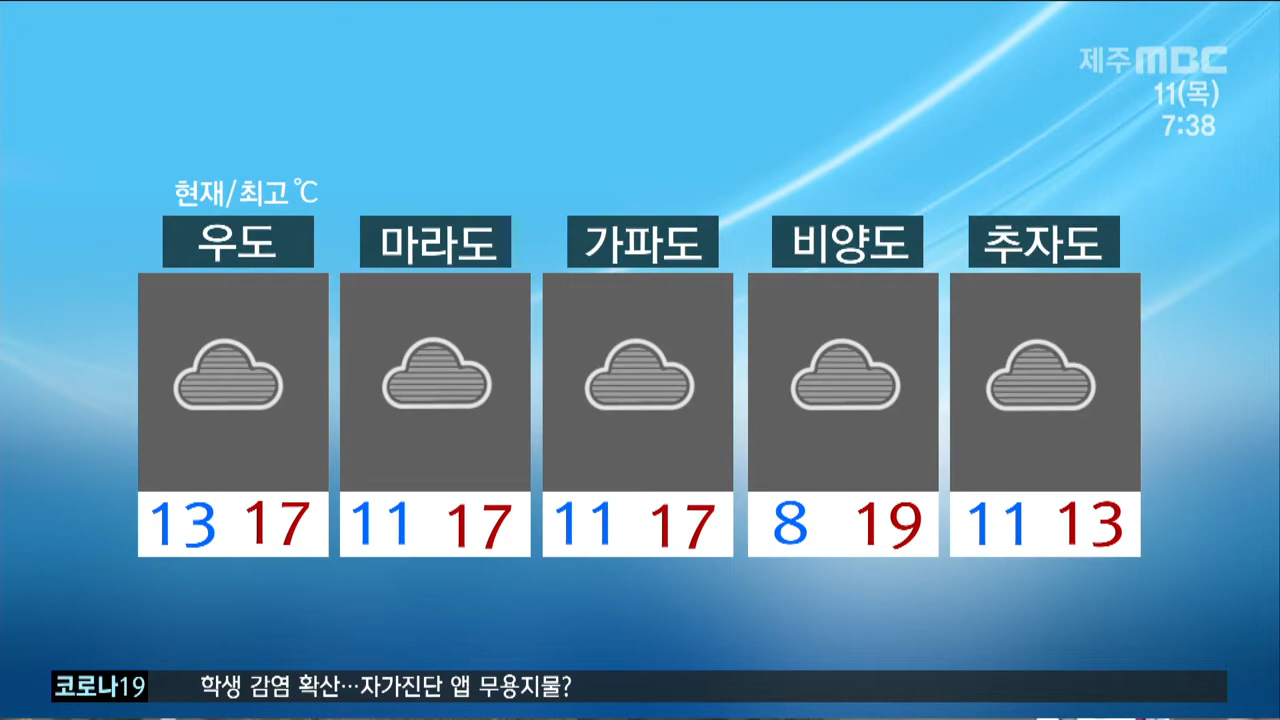 제주MBC
11(목)
7:38
현재/최고 ℃
우도 마라도 가파도 비양도 추자도
13 17 11 17 11 17 8 19 11 13
코로나19 학생 감염 확산…자가진단 앱 무용지물?